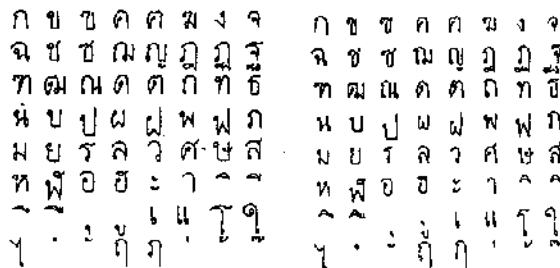 ก ข ฃ ค ฅ ฆ ง จ ก ข ฃ ค ฅ ฆ ง จ
ฉ ช ซ ฌ ญ ฎ ฏ ฐ ฉ ช ซ ฌ ญ ฎ ฏ ฐ
ฑ ฒ ณ ด ต ถ ท ธ ฑ ฒ ณ ด ต ถ ท ธ
น บ ป ผ ฝ พ ฟ ภ น บ ป ผ ฝ พ ฟ ภ
ม ย ร ล ว ศ ษ ส ม ย ร ล ว ศ ษ ส
ห ฬ อ ฮ ะ า ห ฬ อ ฮ ะ า
เ แ โ ใ เ แ โ ใ
ไ ฤ ไ ฤ